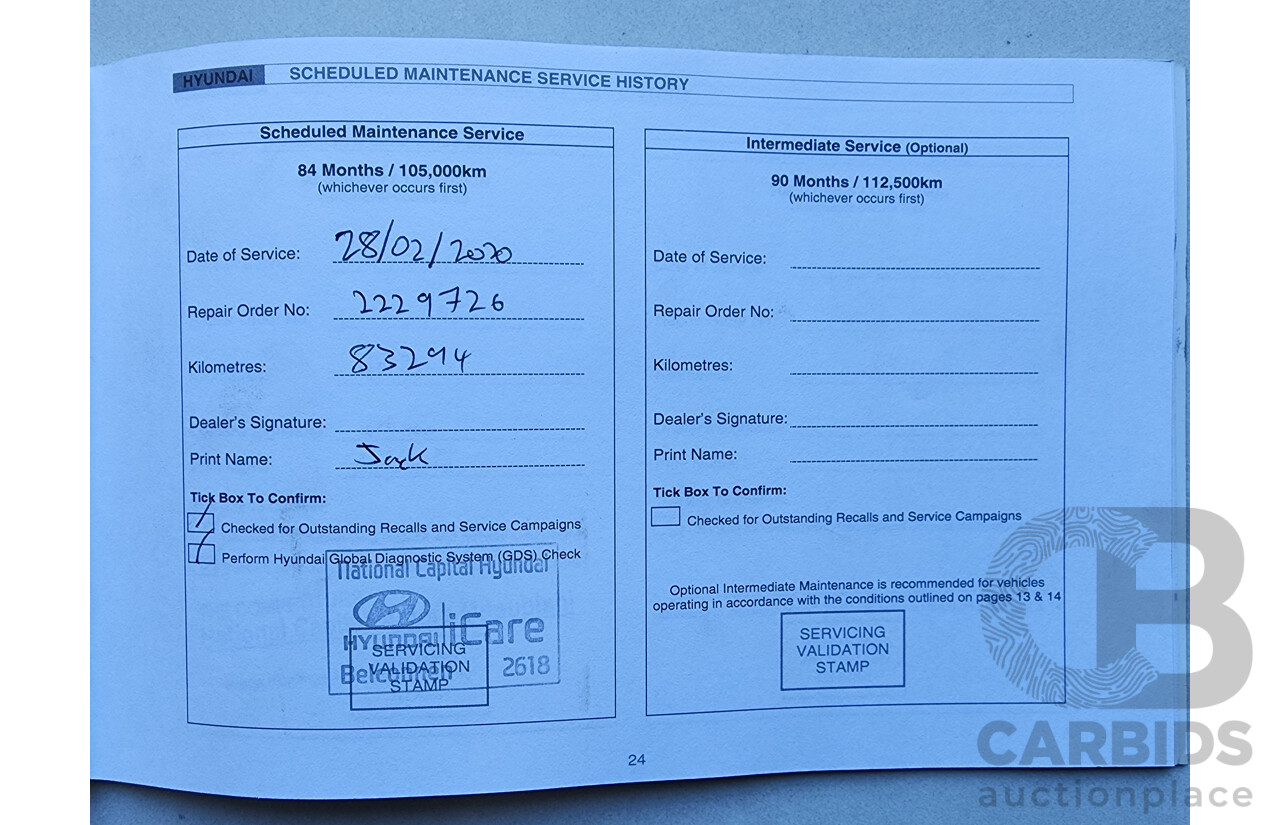 HYUNDAI SCHEDULED MAINTENANCE SERVICE HISTORY
Scheduled Maintenance Service
84 Months / 105,000km
(whichever occurs first)
Date of Service: 28/02/2020
Repair Order No: 2229726
Kilometres: 83294
Dealer's Signature:
Print Name: Jack
Tick Box To Confirm:
Checked for Outstanding Recalls and Service Campaigns
Perform Hyundai Global Diagnostic System (GDS) Check
National Capital Hyundai
HYUNDAI iCare
Belconnen 2618
SERVICING
VALIDATION
STAMP
Intermediate Service (Optional)
90 Months / 112,500km
(whichever occurs first)
Date of Service:
Repair Order No:
Kilometres:
Dealer's Signature:
Print Name:
Tick Box To Confirm:
Checked for Outstanding Recalls and Service Campaigns
Optional Intermediate Maintenance is recommended for vehicles
operating in accordance with the conditions outlined on pages 13 & 14
SERVICING
VALIDATION
STAMP
24
CB
CARBIDS
auctionplace